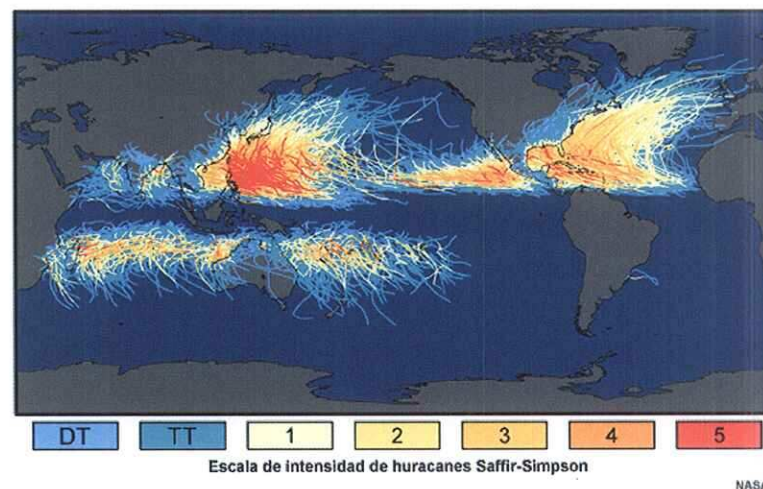 DT TT 1 2 3 4 5
Escala de intensidad de huracanes Saffir-Simpson
NASA